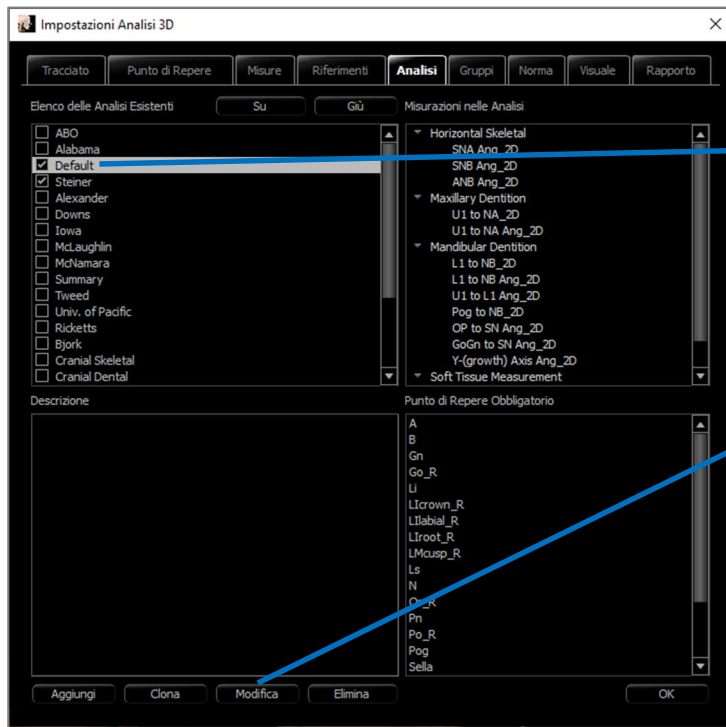 Impostazioni Analisi 3D
Tracciato
Punto di Repere
Misure
Riferimenti
Analisi
Gruppi
Norma
Visuale
Rapporto
Elenco delle Analisi Esistenti
Su
Giù
ABO
Alabama
Default
Steiner
Alexander
Downs
Iowa
McLaughlin
McNamara
Summary
Tweed
Univ. of Pacific
Ricketts
Bjork
Cranial Skeletal
Cranial Dental
Misurazioni nelle Analisi
Horizontal Skeletal
SNA Ang_2D
SNB Ang_2D
ANB Ang_2D
Maxillary Dentition
U1 to NA_2D
U1 to NA Ang_2D
Mandibular Dentition
L1 to NB_2D
L1 to NB Ang_2D
U1 to L1 Ang_2D
Pog to NB_2D
OP to SN Ang_2D
GoGn to SN Ang_2D
Y-(growth) Axis Ang_2D
Soft Tissue Measurement
Descrizione
Punto di Repere Obbligatorio
A
B
Gn
Go_R
Li
LIcrown_R
LIlabial_R
LIroot_R
LMcusp_R
Ls
N
Or_R
Pn
Po_R
Pog
Sella
Aggiungi
Clona
Modifica
Elimina
OK